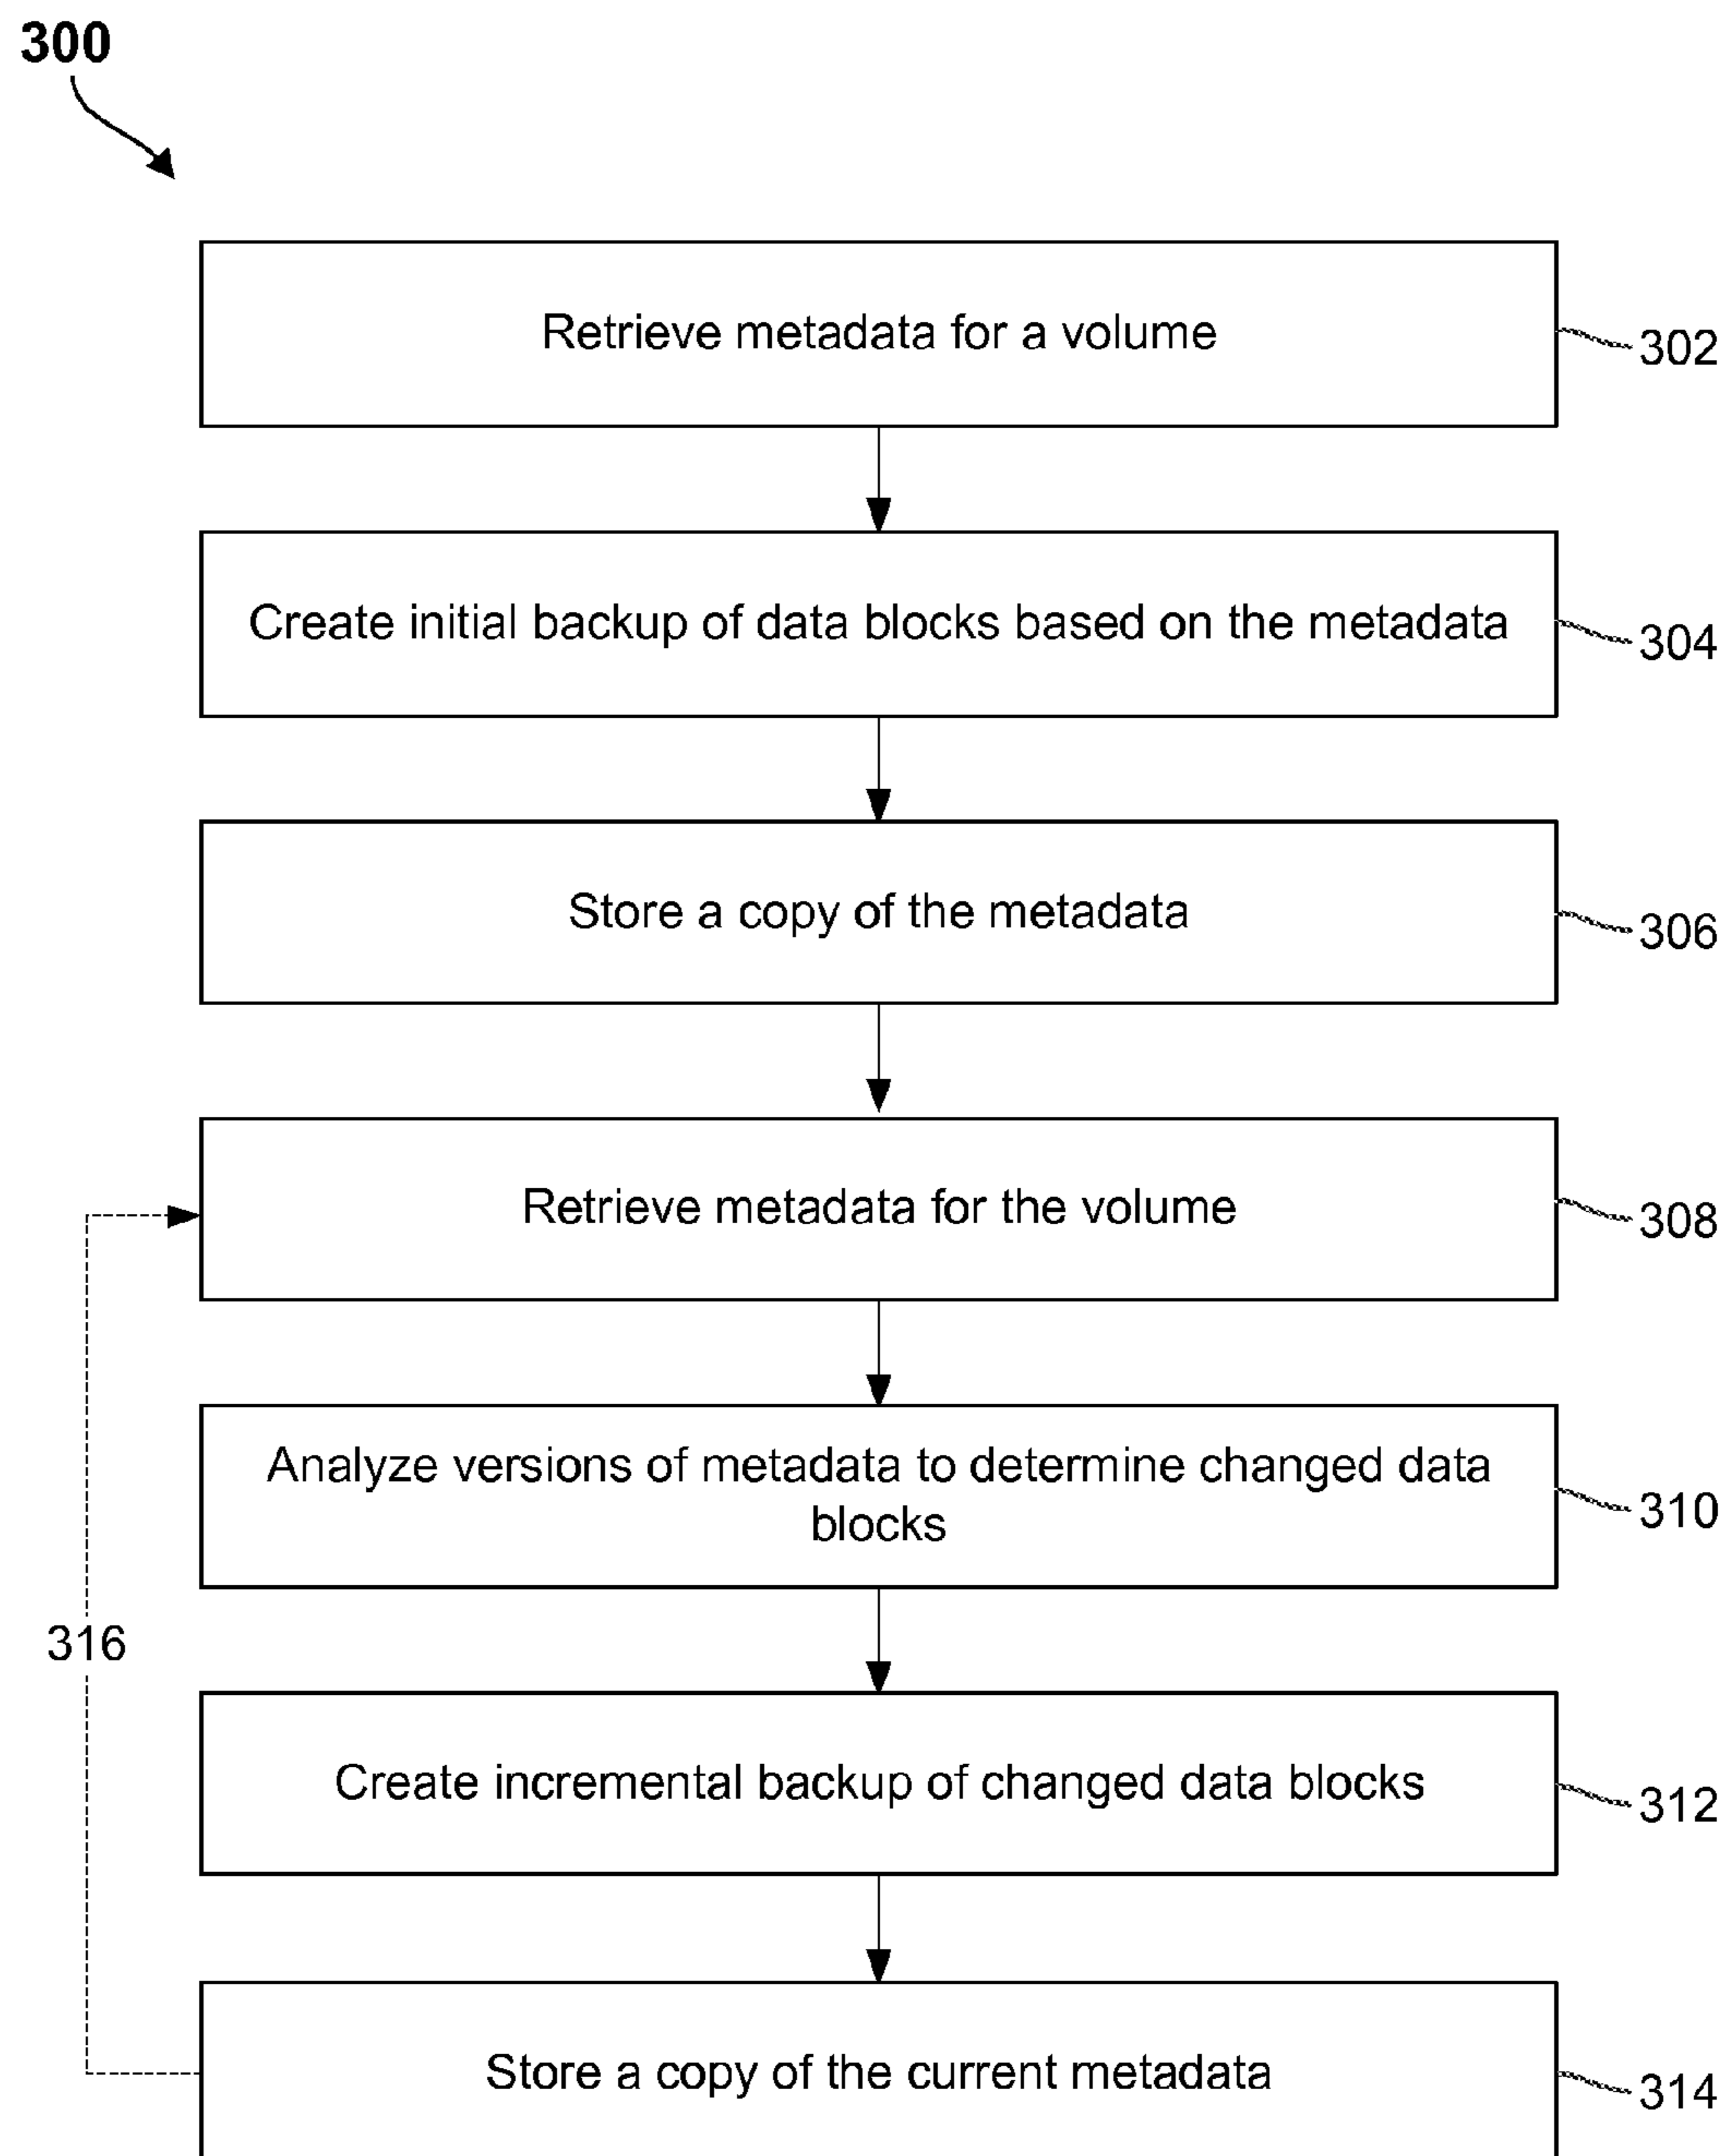 300
Retrieve metadata for a volume
302
Create initial backup of data blocks based on the metadata
304
Store a copy of the metadata
306
Retrieve metadata for the volume
308
Analyze versions of metadata to determine changed data
blocks
310
316
Create incremental backup of changed data blocks
312
Store a copy of the current metadata
314